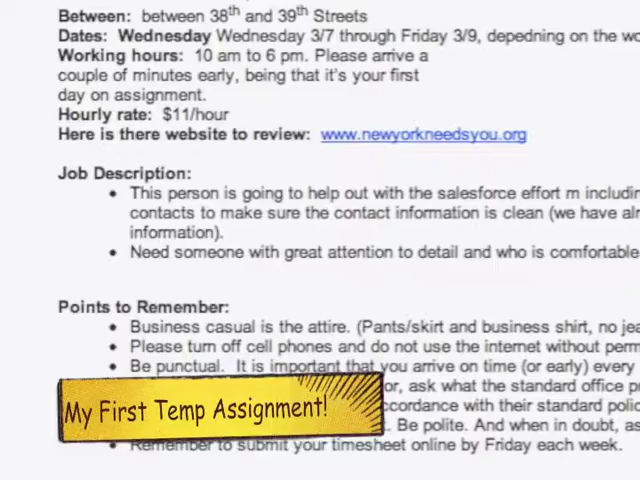 Between: between 38th and 39th Streets
Dates: Wednesday Wednesday 3/7 through Friday 3/9, depedning on the wo
Working hours: 10 am to 6 pm. Please arrive a
couple of minutes early, being that it's your first
day on assignment.
Hourly rate: $11/hour
Here is there website to review: www.newyorkneedsyou.org
Job Description:
• This person is going to help out with the salesforce effort m includin
contacts to make sure the contact information is clean (we have alr
information).
• Need someone with great attention to detail and who is comfortable
Points to Remember:
• Business casual is the attire. (Pants/skirt and business shirt, no jea
• Please turn off cell phones and do not use the internet without perm
• Be punctual. It is important that you arrive on time (or early) every
or, ask what the standard office p
ccordance with their standard polic
. Be polite. And when in doubt, as
• Remember to submit your timesheet online by Friday each week.
My First Temp Assignment!